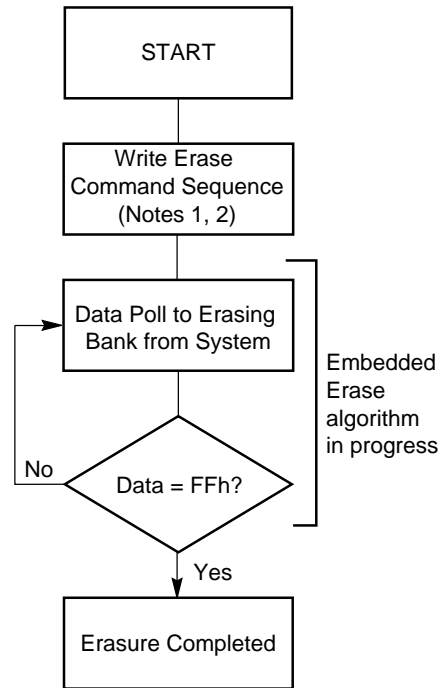 START
Write Erase
Command Sequence
(Notes 1, 2)
Data Poll to Erasing
Bank from System
Embedded
Erase
algorithm
in progress
No
Data = FFh?
Yes
Erasure Completed